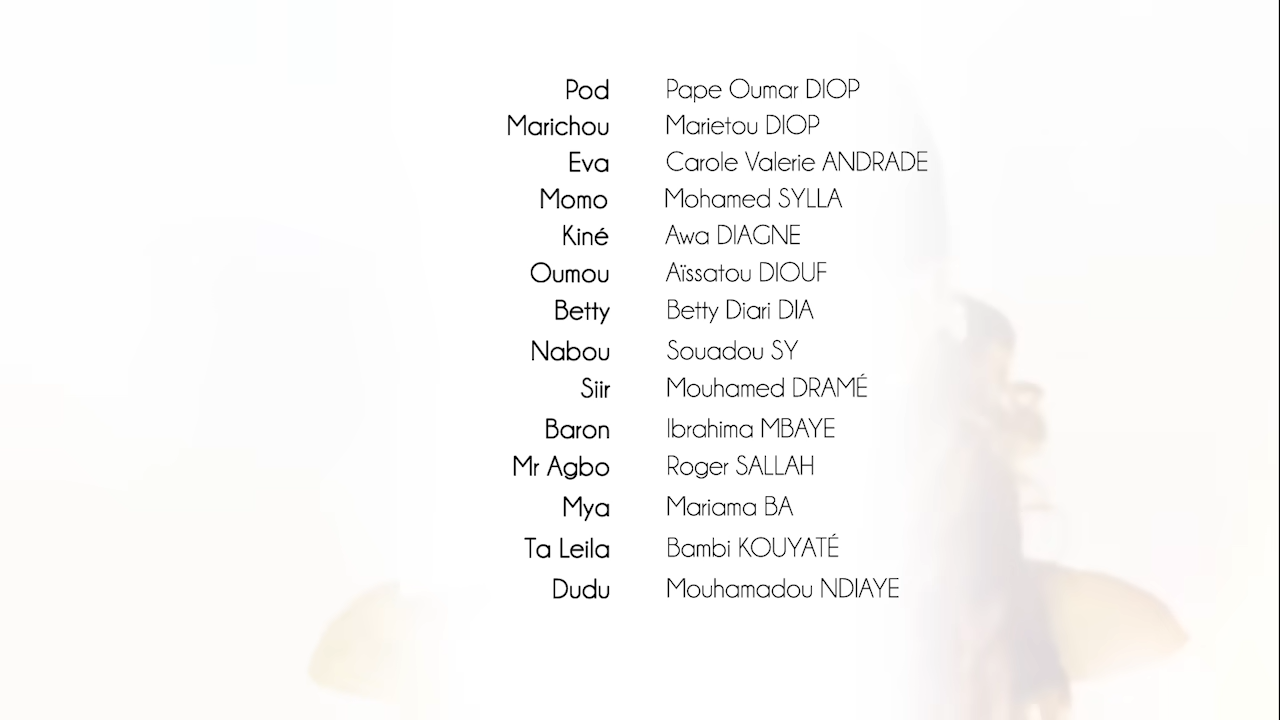 Pod Pape Oumar DIOP
Marichou Marietou DIOP
Eva Carole Valerie ANDRADE
Momo Mohamed SYLLA
Kiné Awa DIAGNE
Oumou Aïssatou DIOUF
Betty Betty Diari DIA
Nabou Souadou SY
Siir Mouhamed DRAMÉ
Baron Ibrahima MBAYE
Mr Agbo Roger SALLAH
Mya Mariama BA
Ta Leila Bambi KOUYATÉ
Dudu Mouhamadou NDIAYE